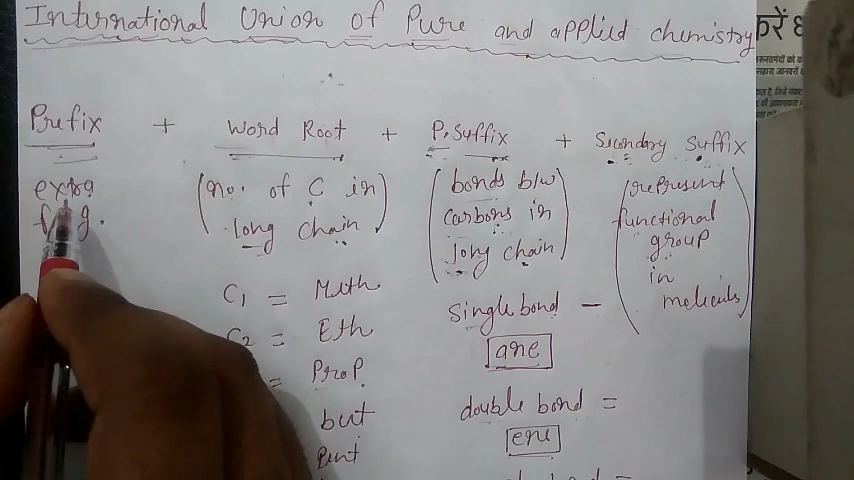 International Union of Pure and applied chemistry
Prefix + Word Root + P. Suffix + Secondary Suffix
extra
f g.
(no. of C in
long chain)
(bonds b/w
carbons in
long chain)
(represent
functional
group
in
molecule)
C1 = Meth
C2 = Eth
= Prop
but
Pent
Single bond –
ane
double bond =
ene
करें